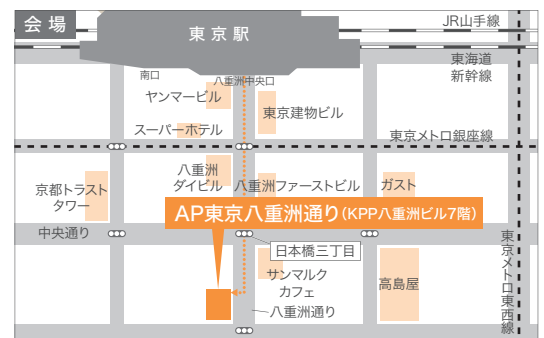 会場
JR山手線
東京駅
東海道
新幹線
南口
八重洲中央口
ヤンマービル
東京建物ビル
スーパーホテル
東京メトロ銀座線
八重洲
ダイビル
八重洲ファーストビル
ガスト
京都トラスト
タワー
AP東京八重洲通り(KPP八重洲ビル7階)
中央通り
日本橋三丁目
東京メトロ東西線
サンマルク
カフェ
高島屋
八重洲通り